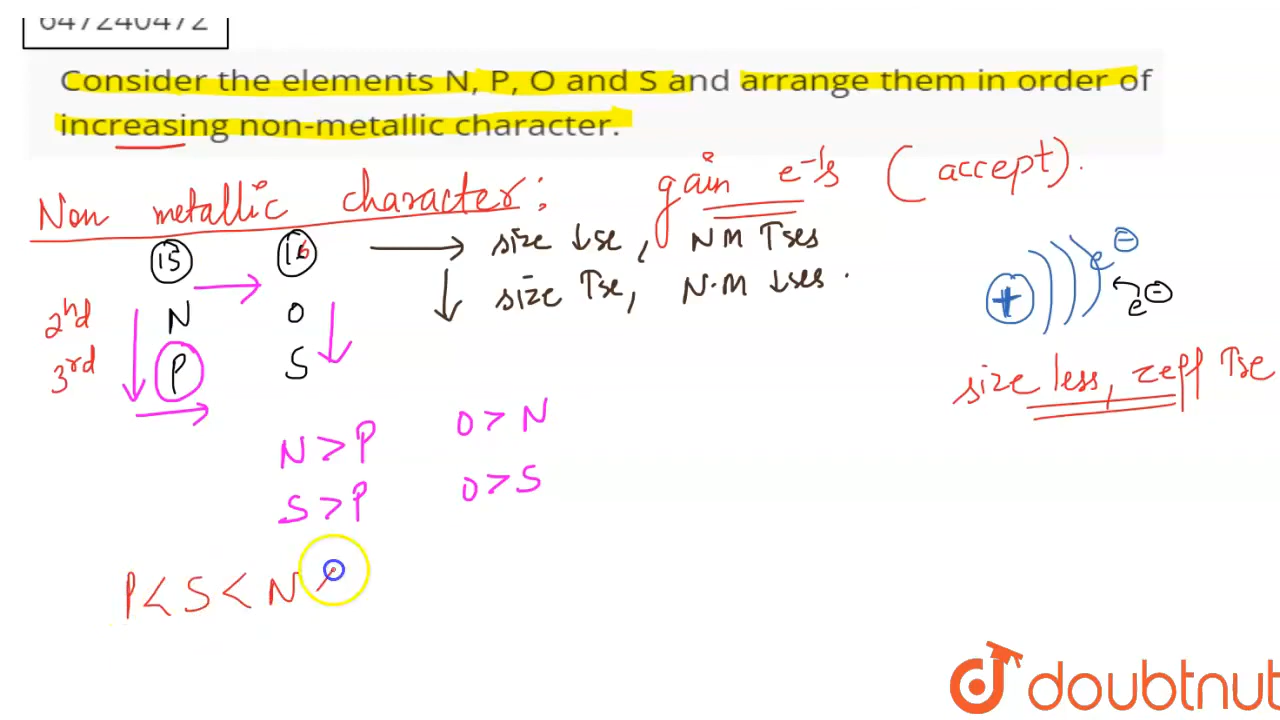 647240472
Consider the elements N, P, O and S and arrange them in order of
increasing non-metallic character.
Non metallic character: gain e⁻'s (accept).
15 16 → size ↓se, NM ↑ses
↓ size ↑se, N.M ↓ses.
2nd N O
3rd P S
+ e⊖ e⊖
size less, zeff ↑se
N > P O > N
S > P O > S
P < S < N
doubtnut